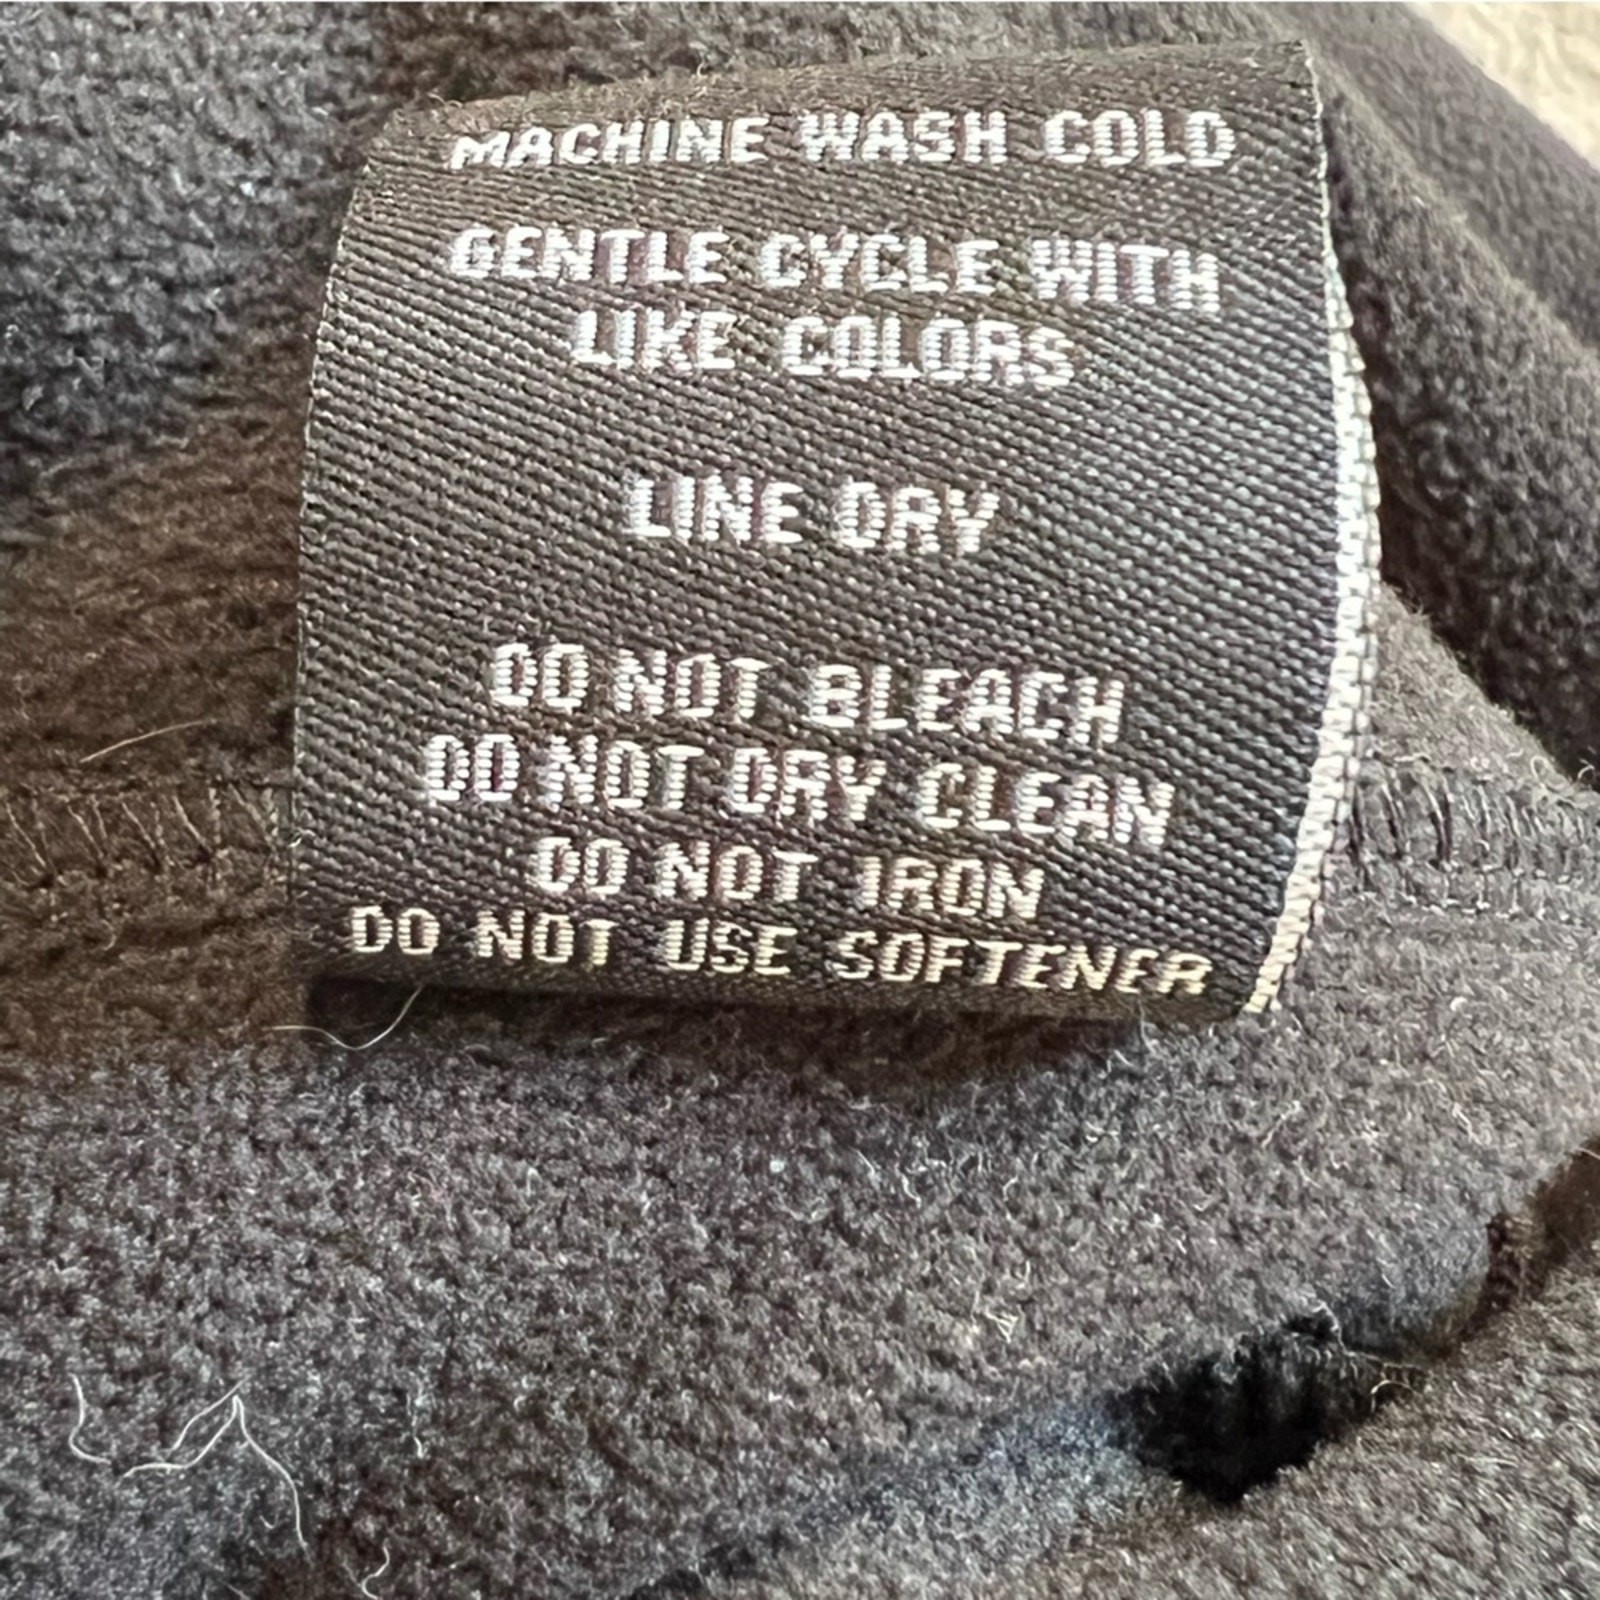 MACHINE WASH COLD
GENTLE CYCLE WITH
LIKE COLORS
LINE DRY
DO NOT BLEACH
DO NOT DRY CLEAN
DO NOT IRON
DO NOT USE SOFTENER